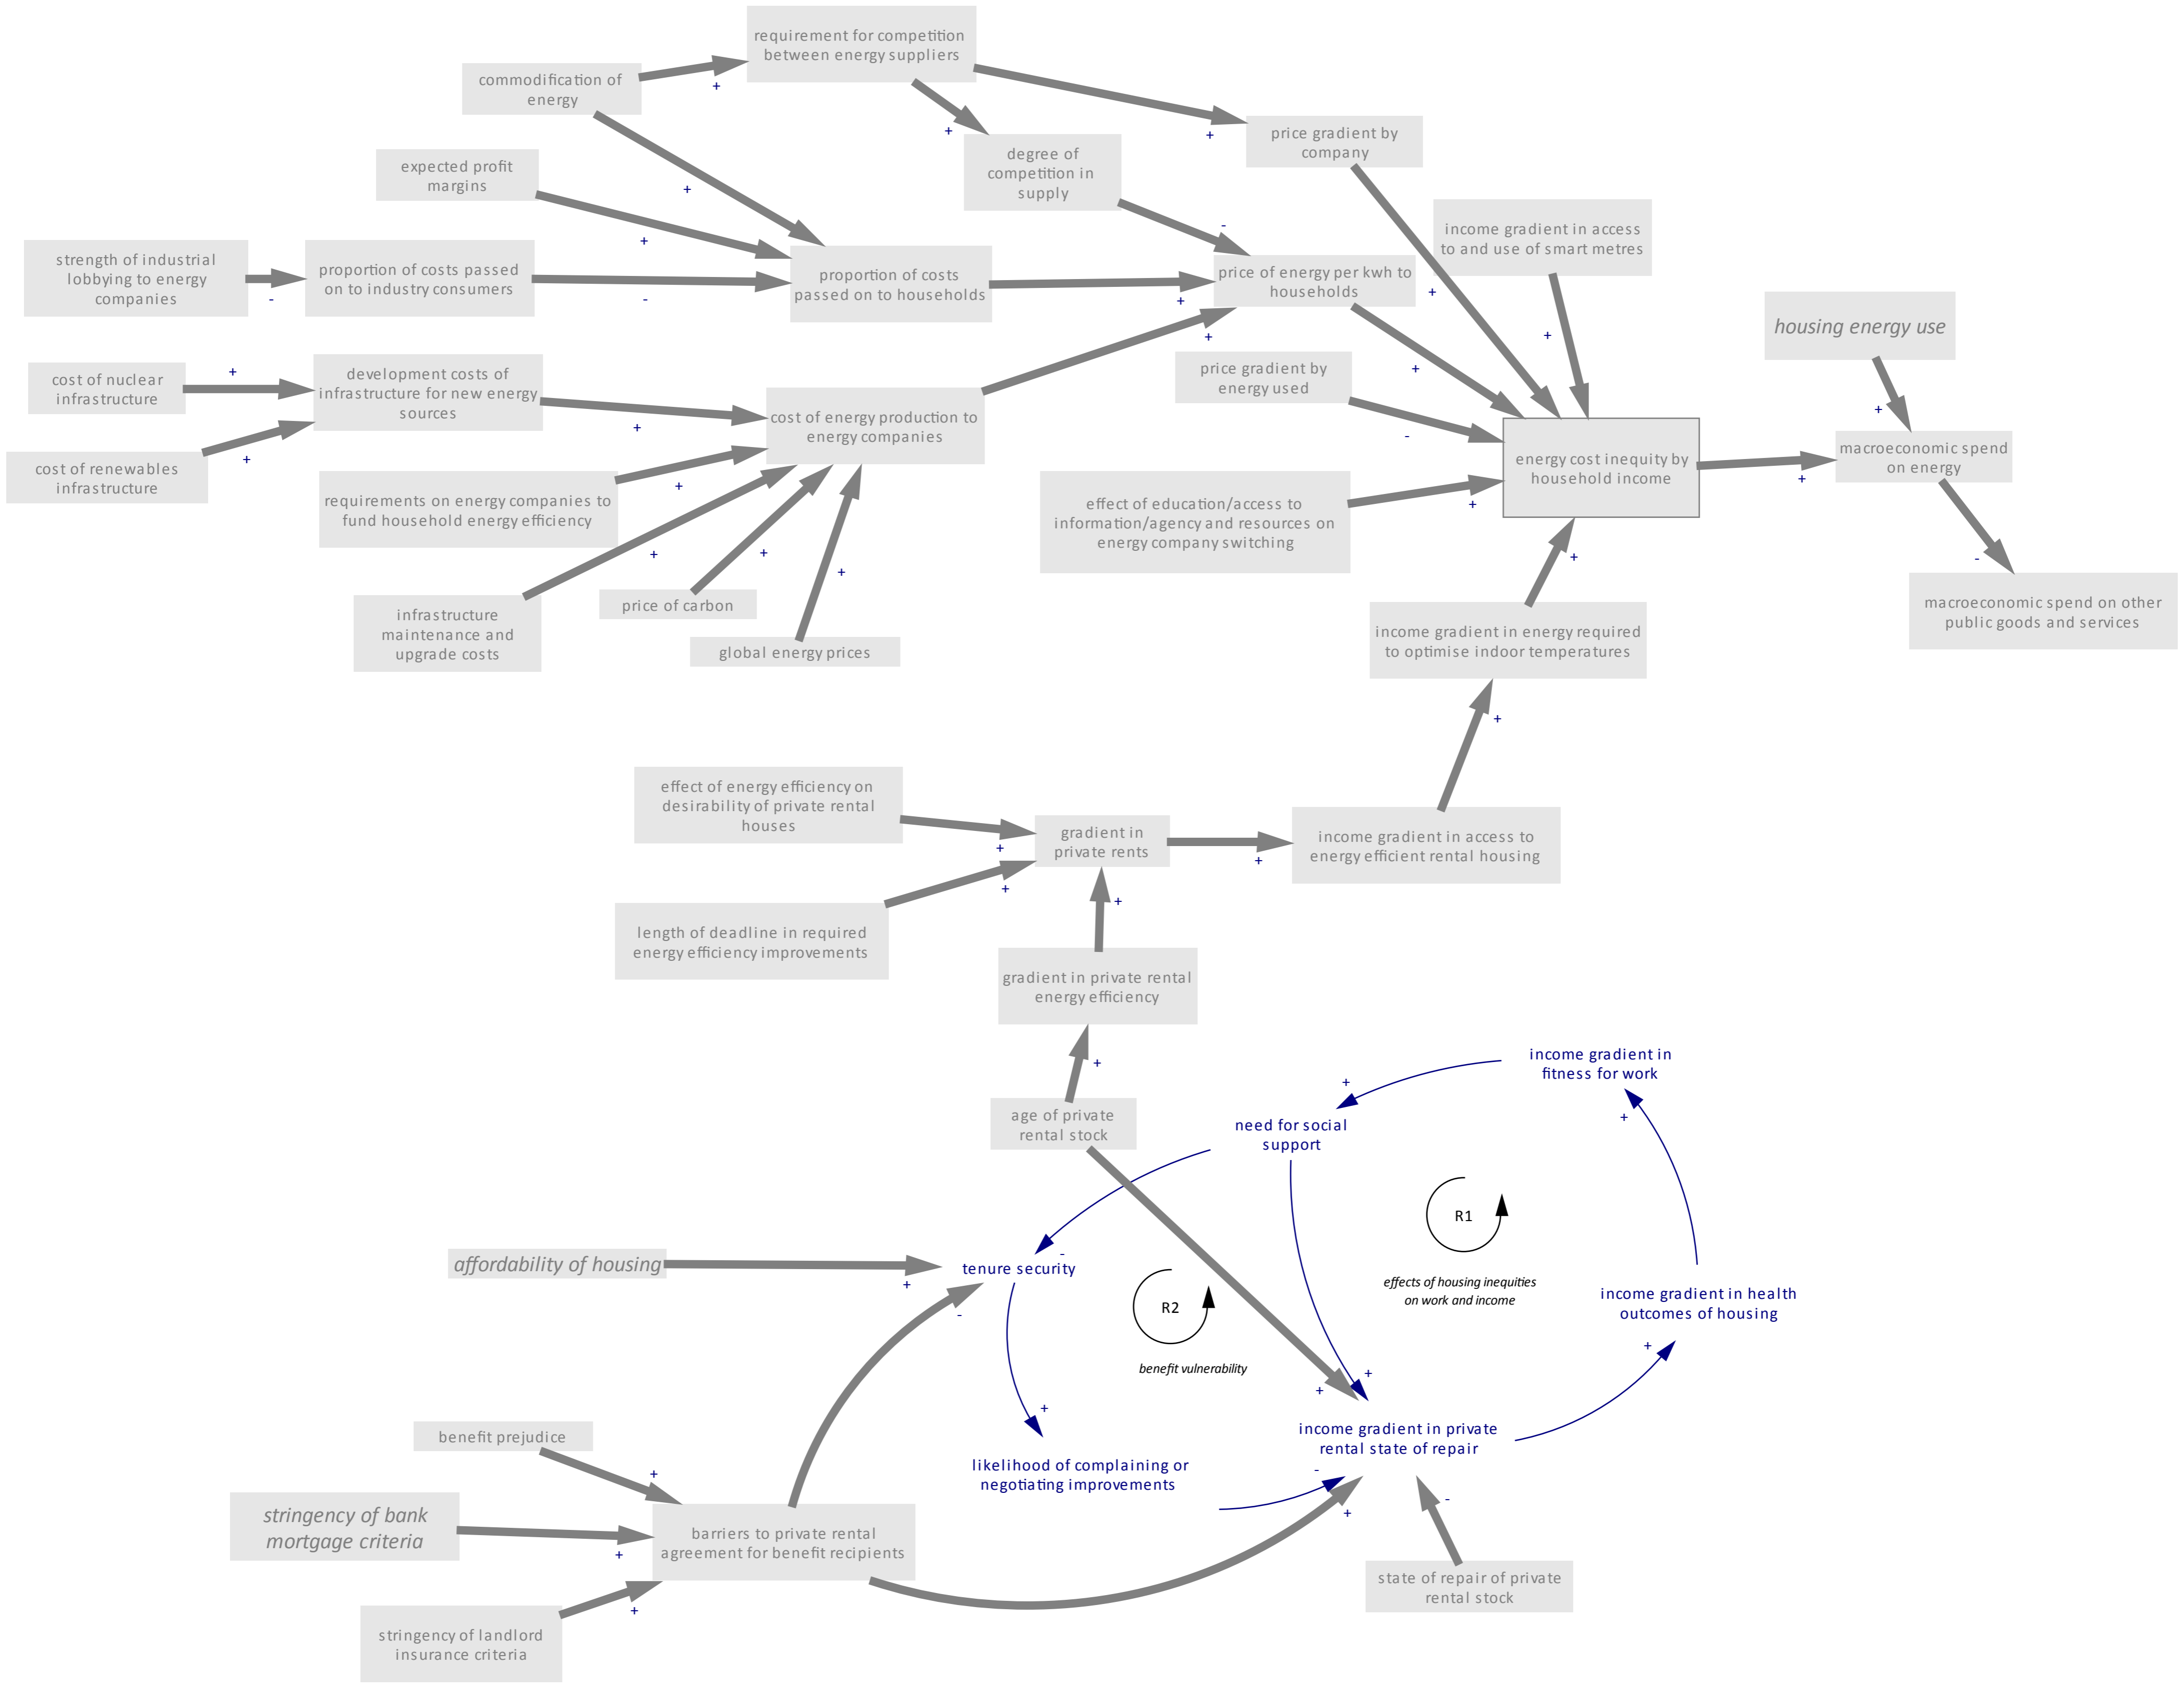 requirement for competition
between energy suppliers
commodification of
energy
+
+
+
price gradient by
company
degree of
competition in
supply
expected profit
margins
+
-
+
income gradient in access
to and use of smart metres
strength of industrial
lobbying to energy
companies
-
proportion of costs passed
on to industry consumers
-
proportion of costs
passed on to households
+
price of energy per kwh to
households
+
+
+
+
housing energy use
+
cost of nuclear
infrastructure
+
development costs of
infrastructure for new energy
sources
+
cost of renewables
infrastructure
+
cost of energy production to
energy companies
price gradient by
energy used
-
energy cost inequity by
household income
+
macroeconomic spend
on energy
-
macroeconomic spend on other
public goods and services
requirements on energy companies to
fund household energy efficiency
+
effect of education/access to
information/agency and resources on
energy company switching
+
infrastructure
maintenance and
upgrade costs
+
price of carbon
+
global energy prices
+
+
income gradient in energy required
to optimise indoor temperatures
+
effect of energy efficiency on
desirability of private rental
houses
+
gradient in
private rents
+
income gradient in access to
energy efficient rental housing
length of deadline in required
energy efficiency improvements
+
+
gradient in private rental
energy efficiency
+
age of private
rental stock
income gradient in
fitness for work
+
+
need for social
support
R1
effects of housing inequities
on work and income
income gradient in health
outcomes of housing
+
affordability of housing
+
-
tenure security
-
R2
benefit vulnerability
+
+
+
income gradient in private
rental state of repair
likelihood of complaining or
negotiating improvements
-
+
-
benefit prejudice
+
stringency of bank
mortgage criteria
+
barriers to private rental
agreement for benefit recipients
stringency of landlord
insurance criteria
+
state of repair of private
rental stock